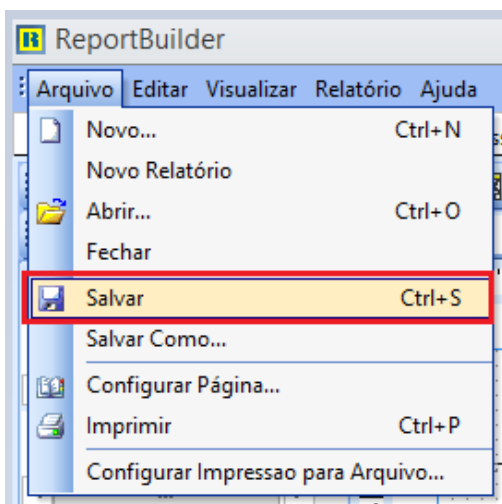 ReportBuilder
Arquivo Editar Visualizar Relatório Ajuda
Novo... Ctrl+N
Novo Relatório
Abrir... Ctrl+O
Fechar
Salvar Ctrl+S
Salvar Como...
Configurar Página...
Imprimir Ctrl+P
Configurar Impressao para Arquivo...